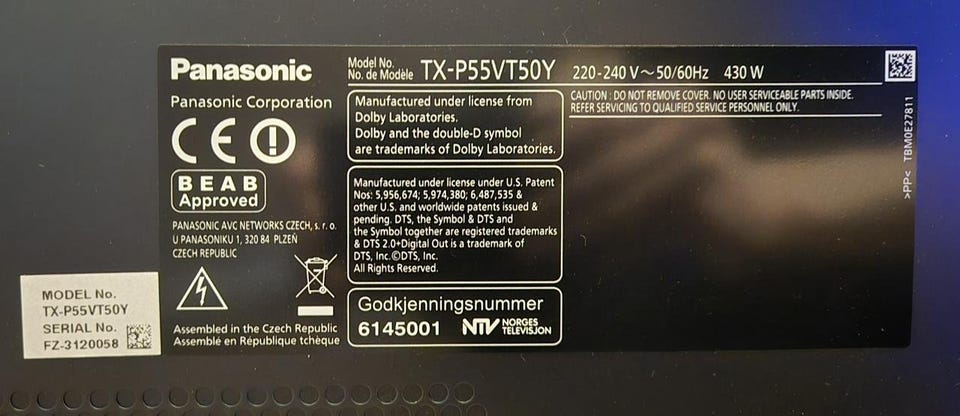 Panasonic
Model No.
No. de Modèle TX-P55VT50Y
220-240 V～50/60Hz 430 W
Panasonic Corporation
CE
BEAB
Approved
PANASONIC AVC NETWORKS CZECH, s. r. o.
U PANASONIKU 1, 320 84 PLZEŇ
CZECH REPUBLIC
Assembled in the Czech Republic
Assemblé en République tchèque
Manufactured under license from
Dolby Laboratories.
Dolby and the double-D symbol
are trademarks of Dolby Laboratories.
Manufactured under license under U.S. Patent
Nos: 5,956,674; 5,974,380; 6,487,535 &
other U.S. and worldwide patents issued &
pending. DTS, the Symbol & DTS and
the Symbol together are registered trademarks
& DTS 2.0+Digital Out is a trademark of
DTS, Inc.©DTS, Inc.
All Rights Reserved.
Godkjenningsnummer
6145001 NTV NORGES
TELEVISJON
CAUTION : DO NOT REMOVE COVER. NO USER SERVICEABLE PARTS INSIDE.
REFER SERVICING TO QUALIFIED SERVICE PERSONNEL ONLY.
>PP< TBM0E27811
MODEL No.
TX-P55VT50Y
SERIAL No.
FZ-3120058